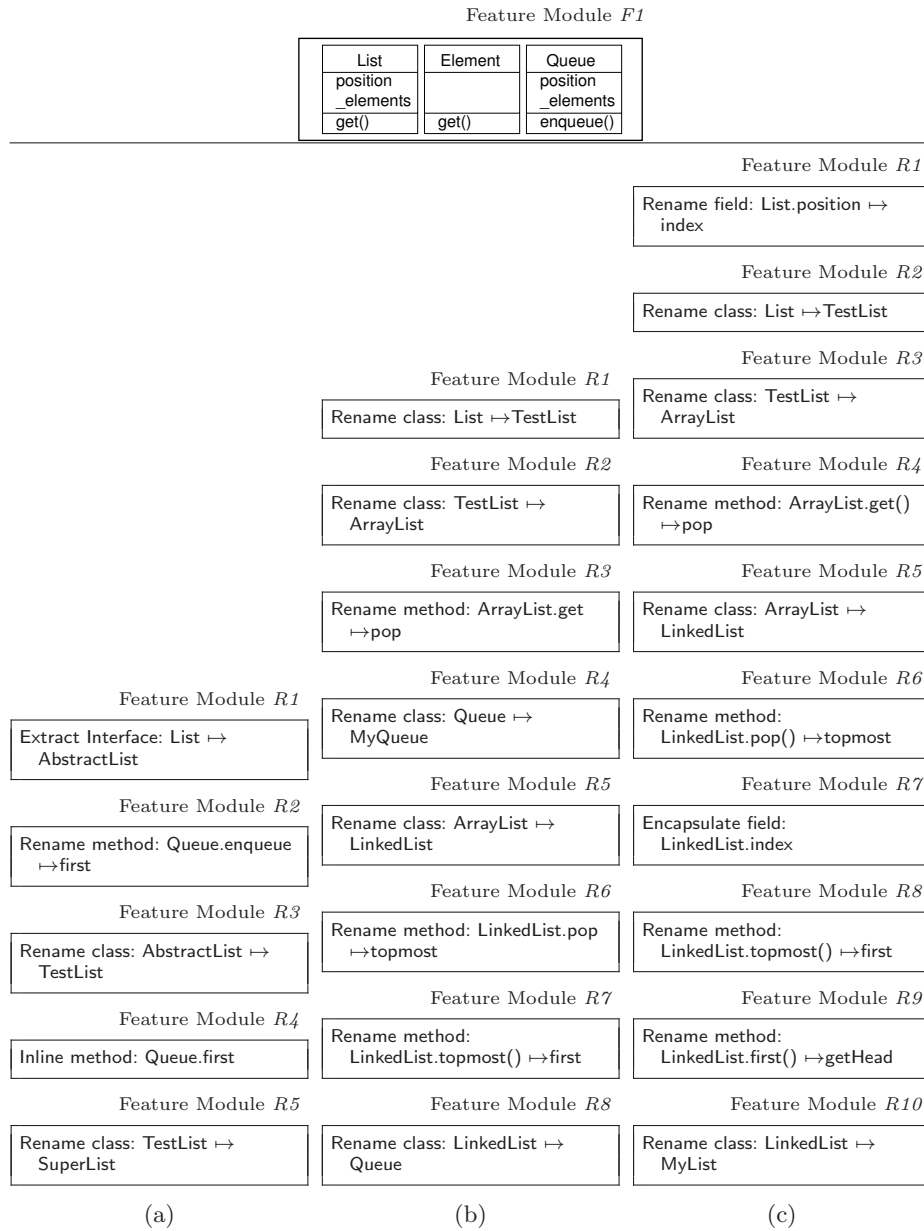 Feature Module F1
List
position
_elements
get()
Element
get()
Queue
position
_elements
enqueue()
Feature Module R1
Extract Interface: List ↦
AbstractList
Feature Module R2
Rename method: Queue.enqueue
↦first
Feature Module R3
Rename class: AbstractList ↦
TestList
Feature Module R4
Inline method: Queue.first
Feature Module R5
Rename class: TestList ↦
SuperList
(a)
Feature Module R1
Rename class: List ↦TestList
Feature Module R2
Rename class: TestList ↦
ArrayList
Feature Module R3
Rename method: ArrayList.get
↦pop
Feature Module R4
Rename class: Queue ↦
MyQueue
Feature Module R5
Rename class: ArrayList ↦
LinkedList
Feature Module R6
Rename method: LinkedList.pop
↦topmost
Feature Module R7
Rename method:
LinkedList.topmost() ↦first
Feature Module R8
Rename class: LinkedList ↦
Queue
(b)
Feature Module R1
Rename field: List.position ↦
index
Feature Module R2
Rename class: List ↦TestList
Feature Module R3
Rename class: TestList ↦
ArrayList
Feature Module R4
Rename method: ArrayList.get()
↦pop
Feature Module R5
Rename class: ArrayList ↦
LinkedList
Feature Module R6
Rename method:
LinkedList.pop() ↦topmost
Feature Module R7
Encapsulate field:
LinkedList.index
Feature Module R8
Rename method:
LinkedList.topmost() ↦first
Feature Module R9
Rename method:
LinkedList.first() ↦getHead
Feature Module R10
Rename class: LinkedList ↦
MyList
(c)